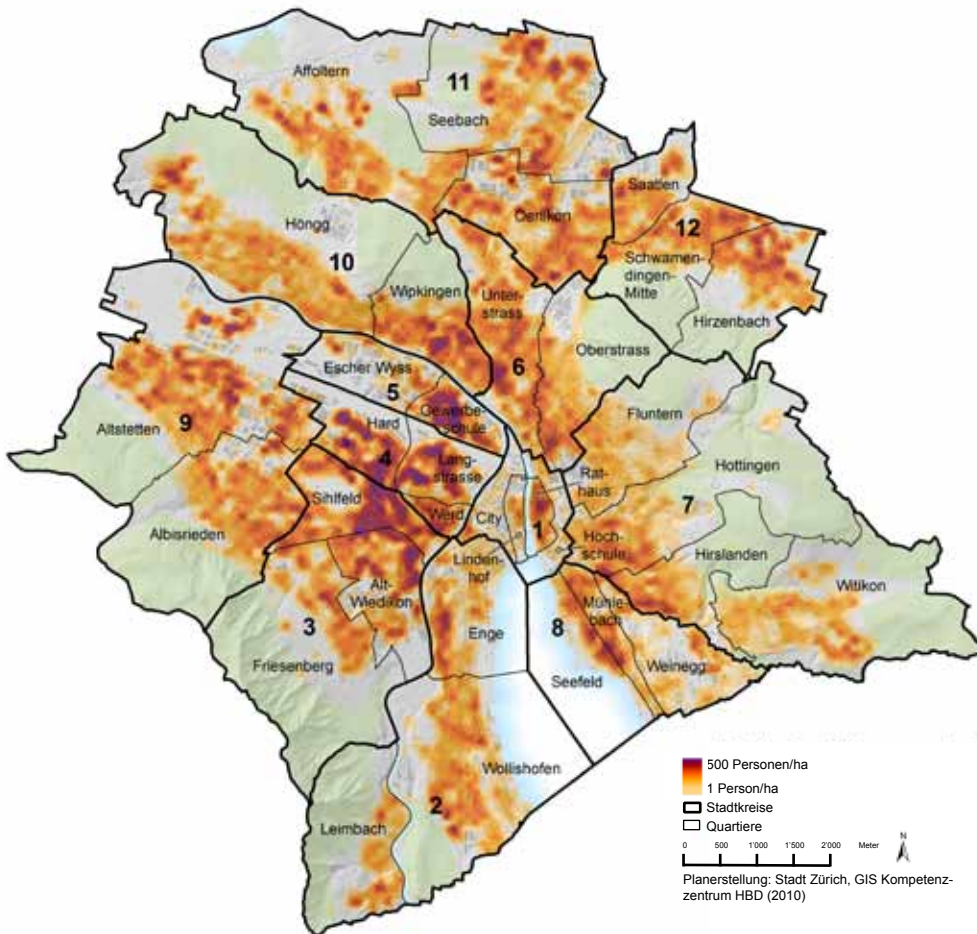 Affoltern
11
Seebach
Saatlen
Oerlikon
12
Höngg
10
Schwamen-
dingen-
Mitte
Wipkingen
Unter-
strass
Hirzenbach
Oberstrass
Escher Wyss
6
5
9
Gewerbe-
schule
Fluntern
Altstetten
Hard
4
Lang-
strasse
Hottingen
Rat-
haus
Sihlfeld
7
Werd
City
1
Albisrieden
Hoch-
schule
Hirslanden
Linden-
hof
Witikon
Alt-
Wiedikon
Mühle-
bach
3
Enge
8
Friesenberg
Weinegg
Seefeld
Wollishofen
2
Leimbach
500 Personen/ha
1 Person/ha
Stadtkreise
Quartiere
0 500 1'000 1'500 2'000 Meter
N
Planerstellung: Stadt Zürich, GIS Kompetenz-
zentrum HBD (2010)